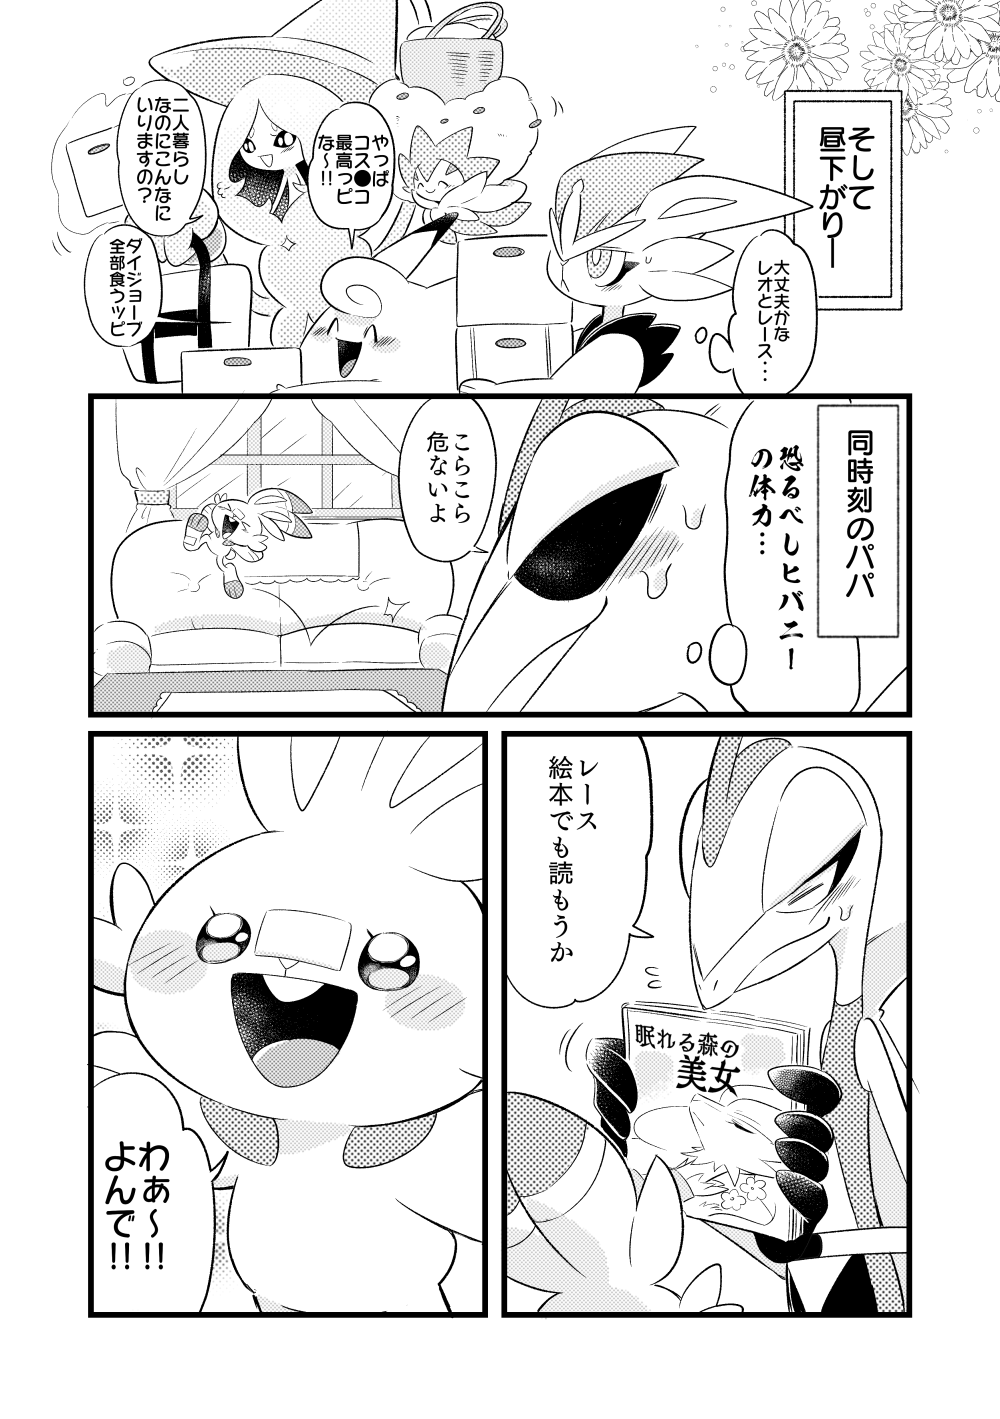 そして
昼下がり―
大丈夫かな
レオとレース…
やっぱ
コス●コ
最高っピ
な～!!
二人暮らし
なのにこんなに
いりますの？
ダイジョーブ
全部食うッピ
同時刻のパパ
恐るべしヒバニー
の体力…
こらこら
危ないよ
レース
絵本でも読もうか
眠れる森の
美女
わぁ～!!
よんで!!